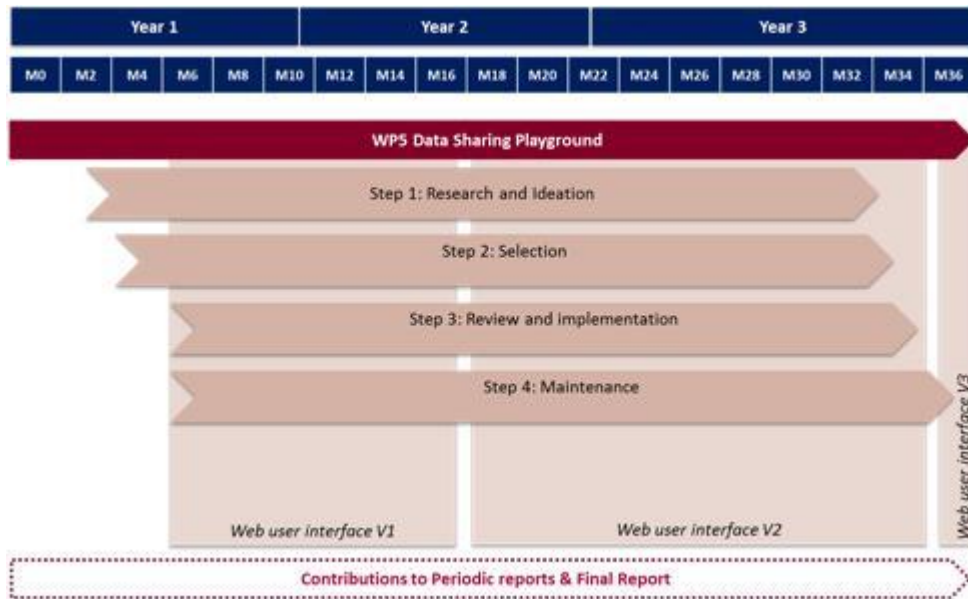 Year 1 Year 2 Year 3
M0 M2 M4 M6 M8 M10 M12 M14 M16 M18 M20 M22 M24 M26 M28 M30 M32 M34 M36
WP5 Data Sharing Playground
Step 1: Research and Ideation
Step 2: Selection
Step 3: Review and implementation
Step 4: Maintenance
Web user interface V1
Web user interface V2
Web user interface V3
Contributions to Periodic reports & Final Report